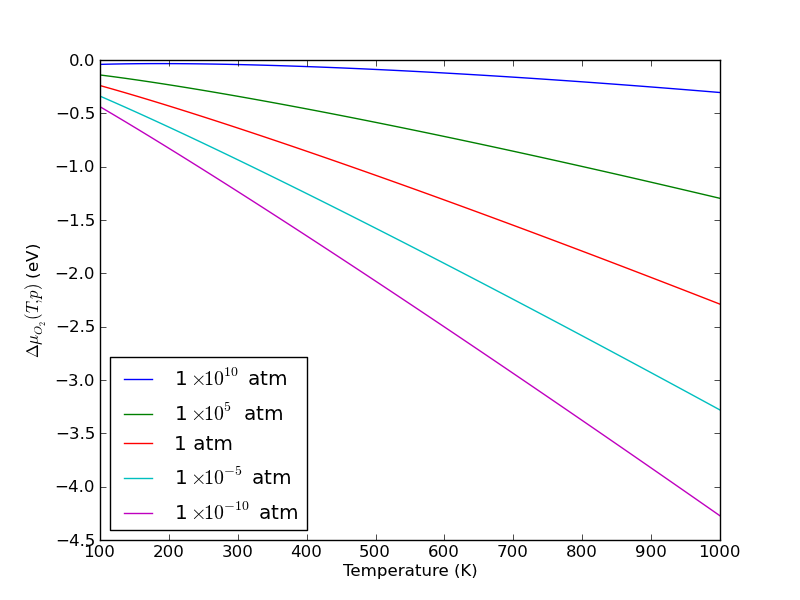 0.0
−0.5
−1.0
−1.5
−2.0
−2.5
−3.0
−3.5
−4.0
−4.5
Δμ_{O_2}(T,p) (eV)
1 ×10^{10} atm
1 ×10^{5} atm
1 atm
1 ×10^{−5} atm
1 ×10^{−10} atm
100 200 300 400 500 600 700 800 900 1000
Temperature (K)